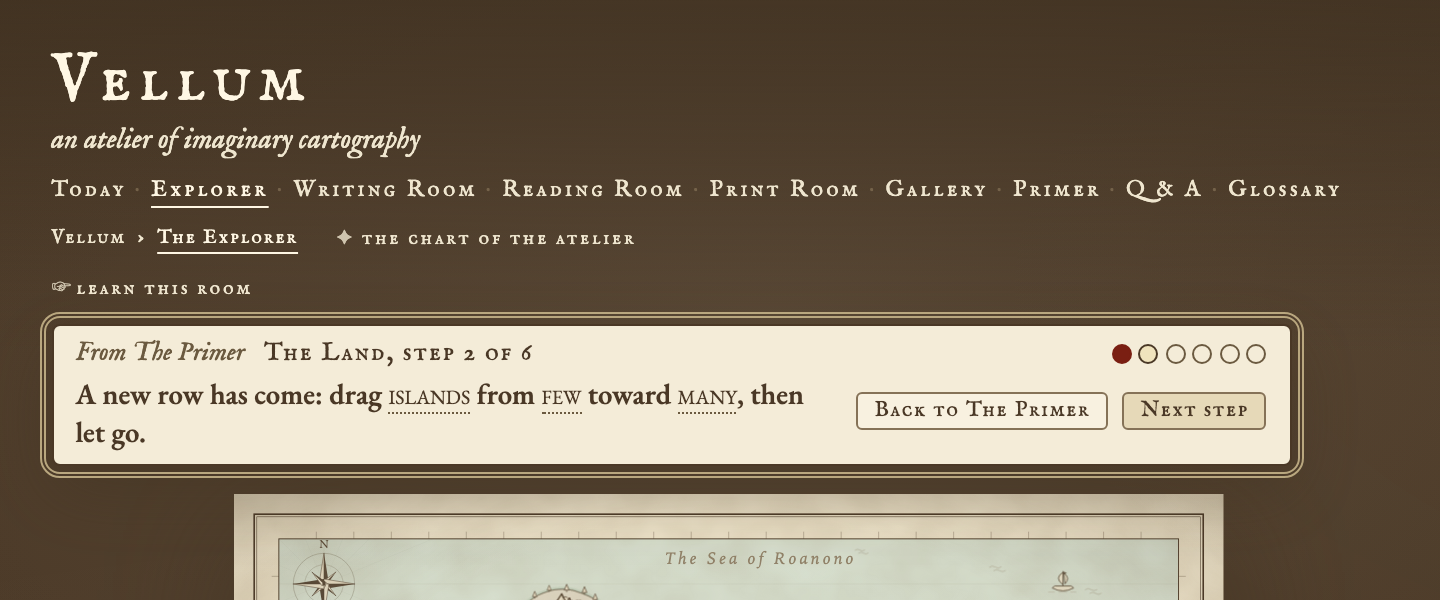 Vellum
an atelier of imaginary cartography
Today · Explorer · Writing Room · Reading Room · Print Room · Gallery · Primer · Q & A · Glossary
Vellum › The Explorer ✦ the chart of the atelier
☞ learn this room
From The Primer The Land, step 2 of 6
A new row has come: drag ISLANDS from FEW toward MANY, then
let go.
Back to The Primer Next step
The Sea of Roanono
N